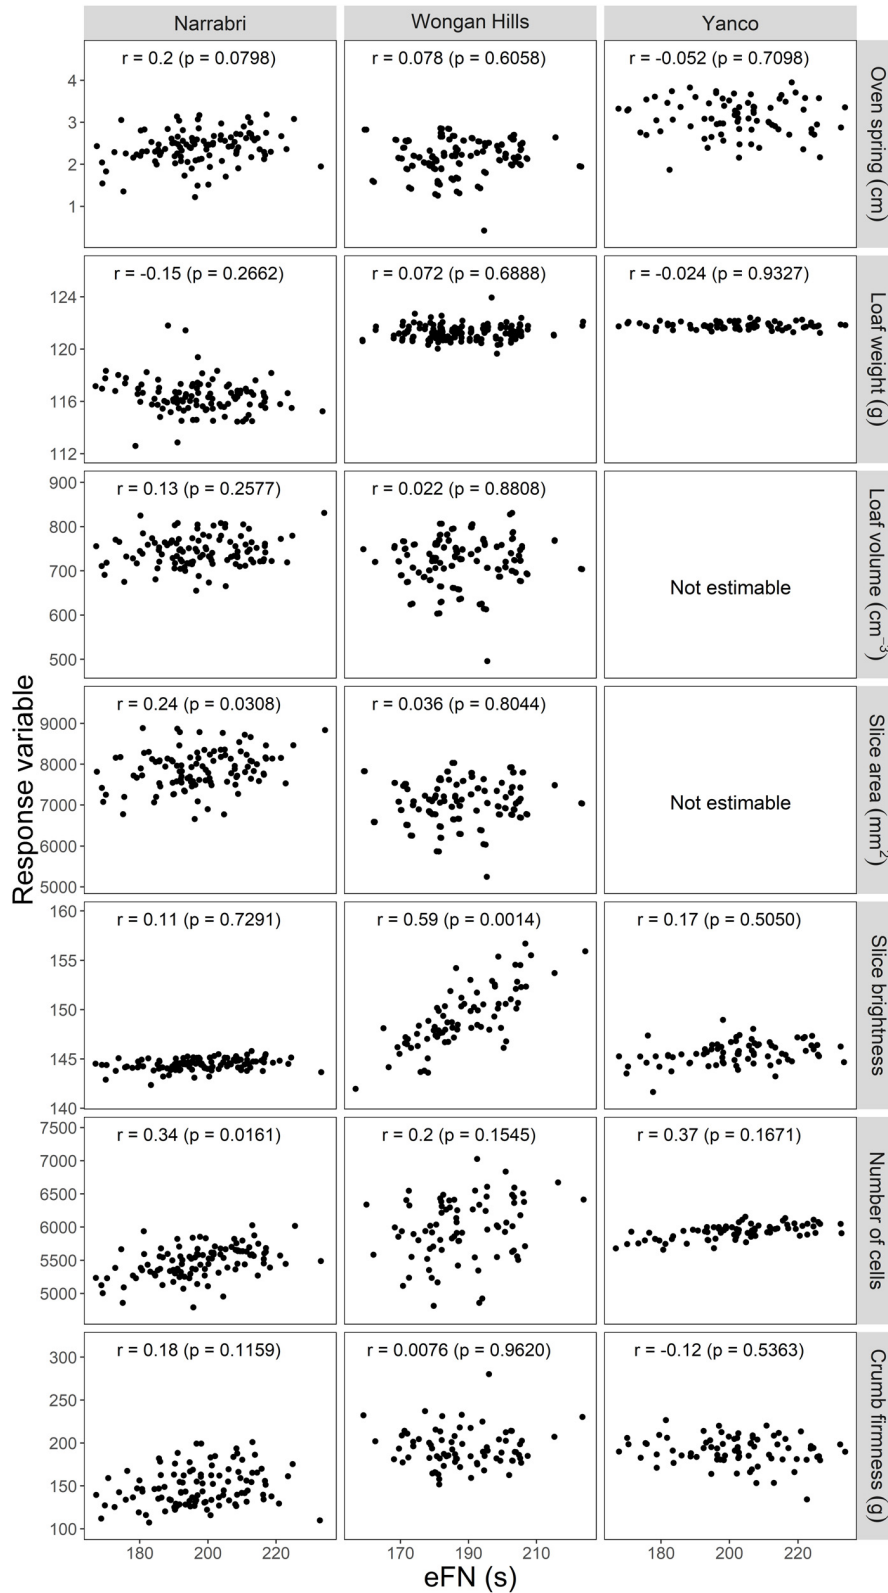 Narrabri Wongan Hills Yanco
r = 0.2 (p = 0.0798) r = 0.078 (p = 0.6058) r = -0.052 (p = 0.7098)
Oven spring (cm)
4
3
2
1
r = -0.15 (p = 0.2662) r = 0.072 (p = 0.6888) r = -0.024 (p = 0.9327)
Loaf weight (g)
124
120
116
112
r = 0.13 (p = 0.2577) r = 0.022 (p = 0.8808)
Loaf volume (cm⁻³)
900
800
700
600
500
Not estimable
Response variable
r = 0.24 (p = 0.0308) r = 0.036 (p = 0.8044)
Slice area (mm²)
9000
8000
7000
6000
5000
Not estimable
r = 0.11 (p = 0.7291) r = 0.59 (p = 0.0014) r = 0.17 (p = 0.5050)
Slice brightness
160
155
150
145
140
r = 0.34 (p = 0.0161) r = 0.2 (p = 0.1545) r = 0.37 (p = 0.1671)
Number of cells
7500
7000
6500
6000
5500
5000
r = 0.18 (p = 0.1159) r = 0.0076 (p = 0.9620) r = -0.12 (p = 0.5363)
Crumb firmness (g)
300
250
200
150
100
180 200 220 170 190 210 180 200 220
eFN (s)